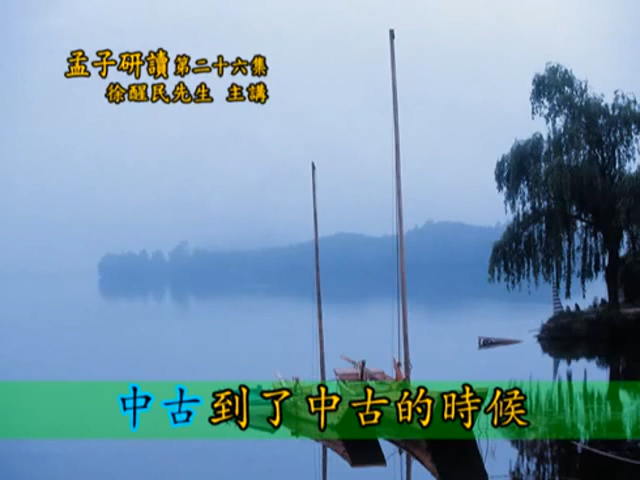 孟子研讀第二十六集
徐醒民先生 主講
中古到了中古的時候